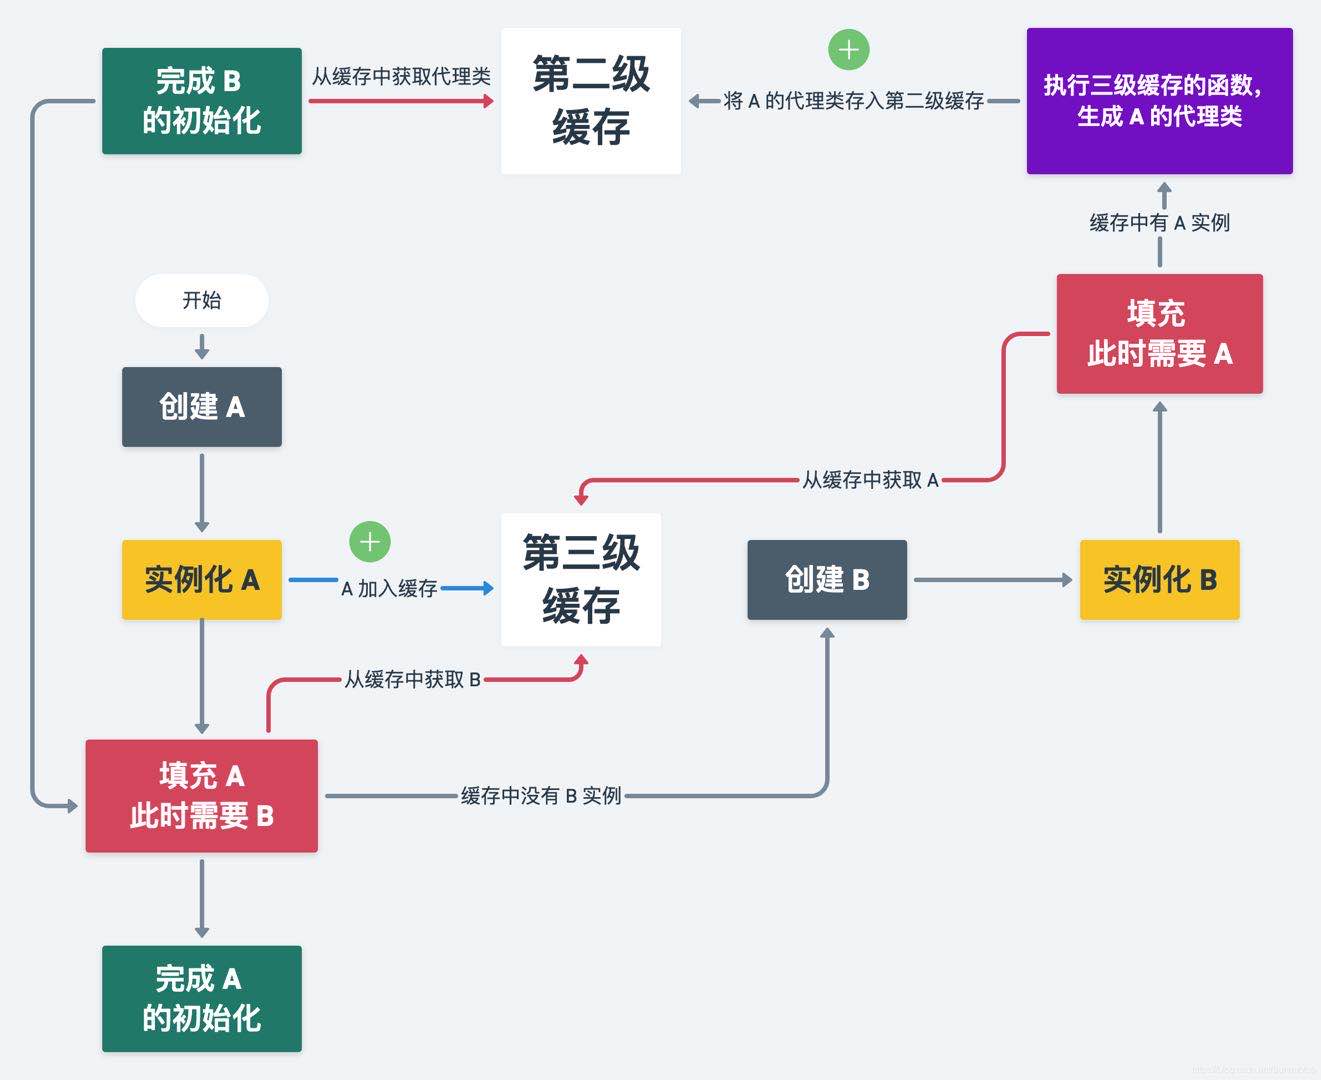 完成 B
的初始化
从缓存中获取代理类
第二级
缓存
将 A 的代理类存入第二级缓存
执行三级缓存的函数，
生成 A 的代理类
缓存中有 A 实例
开始
填充
此时需要 A
创建 A
从缓存中获取 A
实例化 A
A 加入缓存
第三级
缓存
创建 B
实例化 B
从缓存中获取 B
填充 A
此时需要 B
缓存中没有 B 实例
完成 A
的初始化